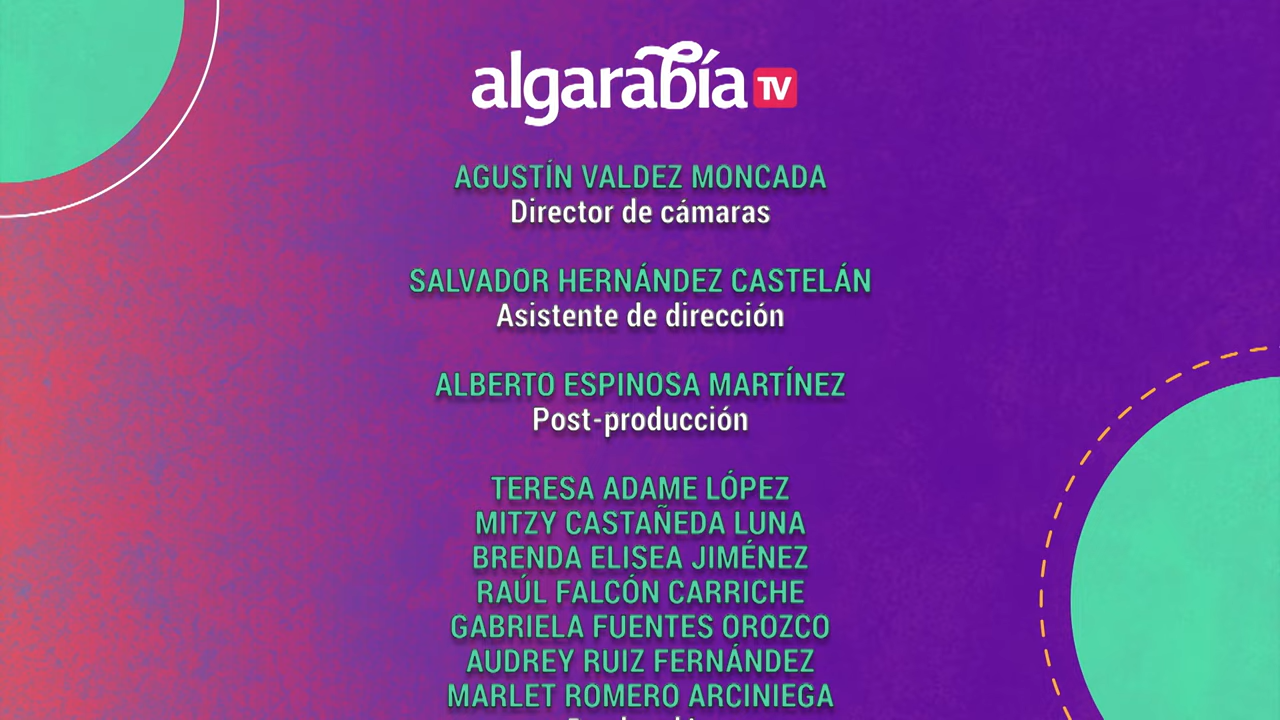 algarabía TV
AGUSTÍN VALDEZ MONCADA
Director de cámaras
SALVADOR HERNÁNDEZ CASTELÁN
Asistente de dirección
ALBERTO ESPINOSA MARTÍNEZ
Post-producción
TERESA ADAME LÓPEZ
MITZY CASTAÑEDA LUNA
BRENDA ELISEA JIMÉNEZ
RAÚL FALCÓN CARRICHE
GABRIELA FUENTES OROZCO
AUDREY RUIZ FERNÁNDEZ
MARLET ROMERO ARCINIEGA